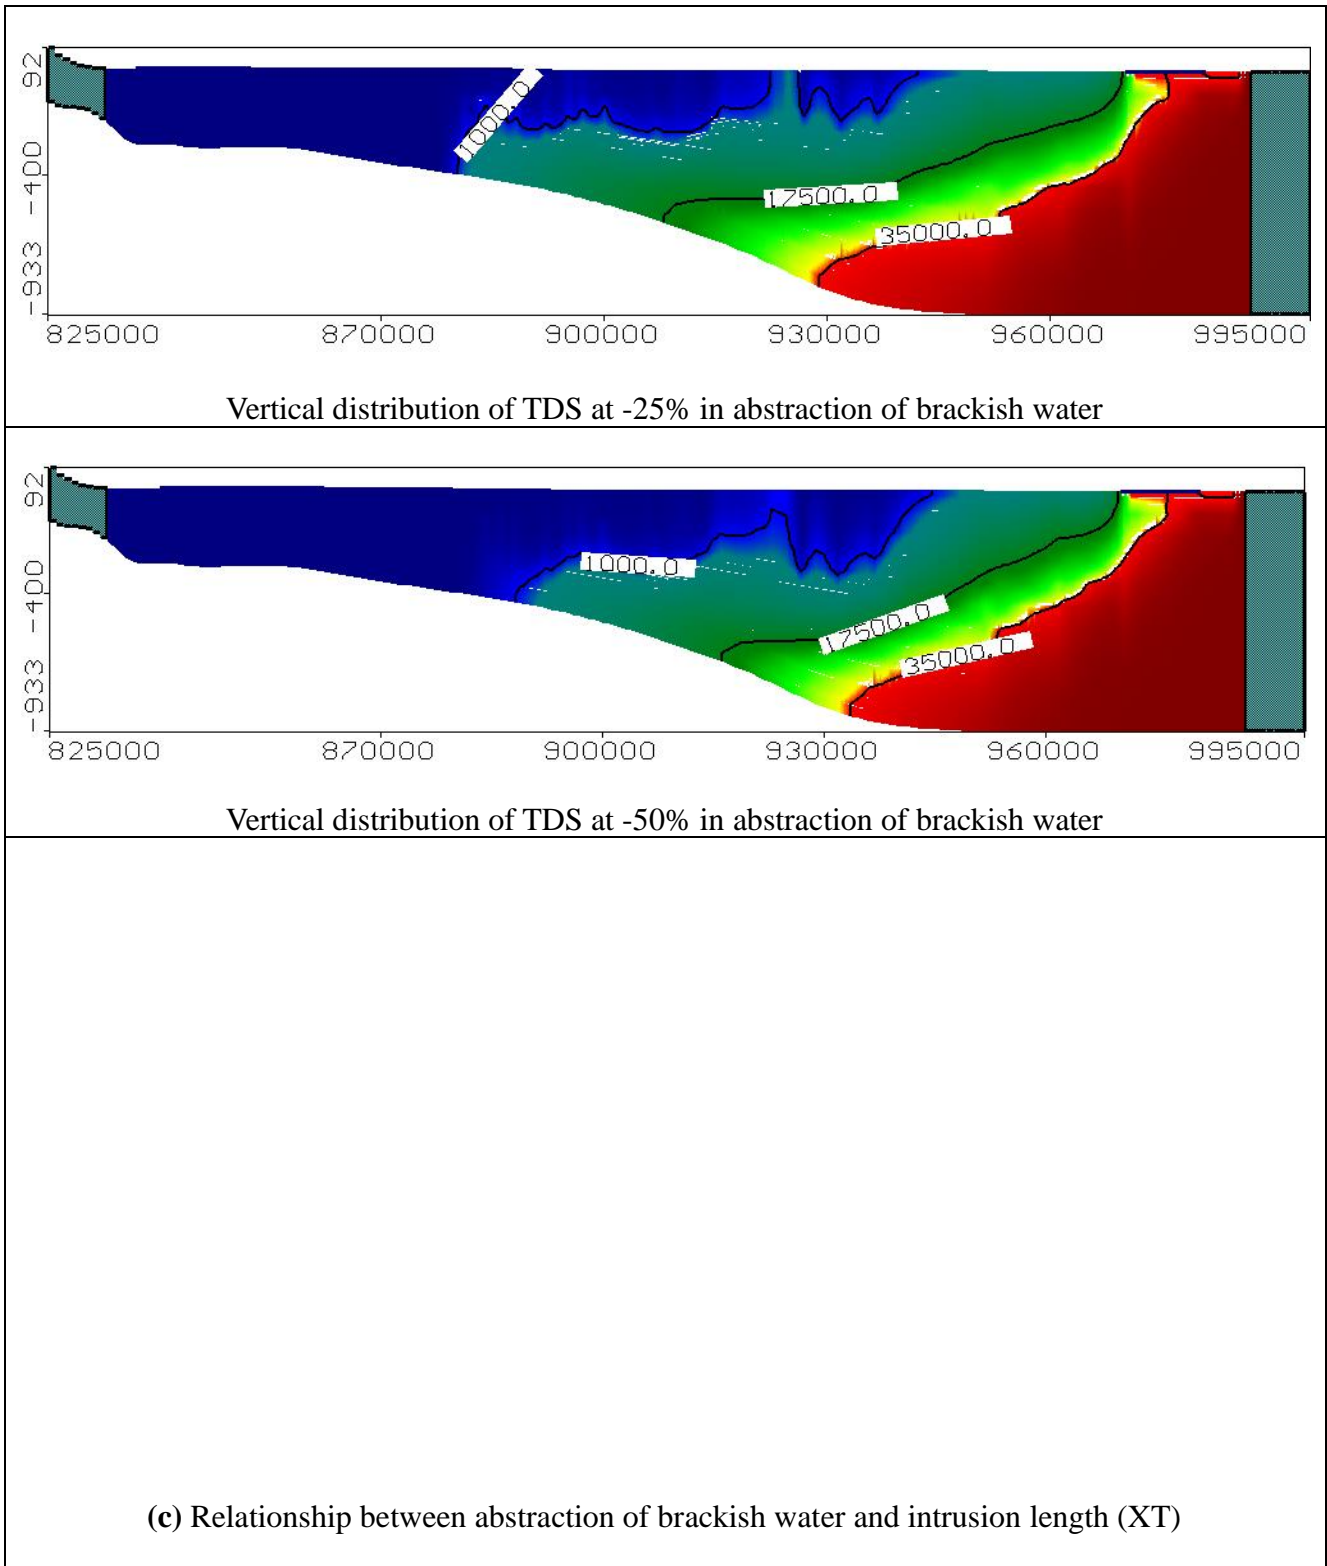 92
-400
-933
1000.0
17500.0
35000.0
825000 870000 900000 930000 960000 995000
Vertical distribution of TDS at -25% in abstraction of brackish water
92
-400
-933
1000.0
17500.0
35000.0
825000 870000 900000 930000 960000 995000
Vertical distribution of TDS at -50% in abstraction of brackish water
(c) Relationship between abstraction of brackish water and intrusion length (XT)